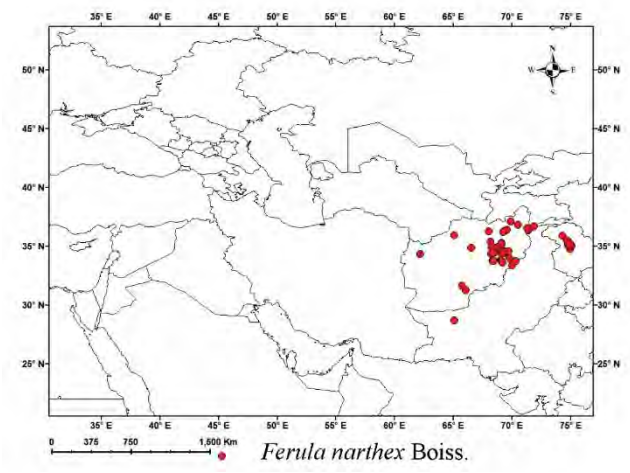 35° E 40° E 45° E 50° E 55° E 60° E 65° E 70° E 75° E
N
W E
S
50° N 50° N
45° N 45° N
40° N 40° N
35° N 35° N
30° N 30° N
25° N 25° N
35° E 40° E 45° E 50° E 55° E 60° E 65° E 70° E 75° E
0 375 750 1,500 Km
Ferula narthex Boiss.